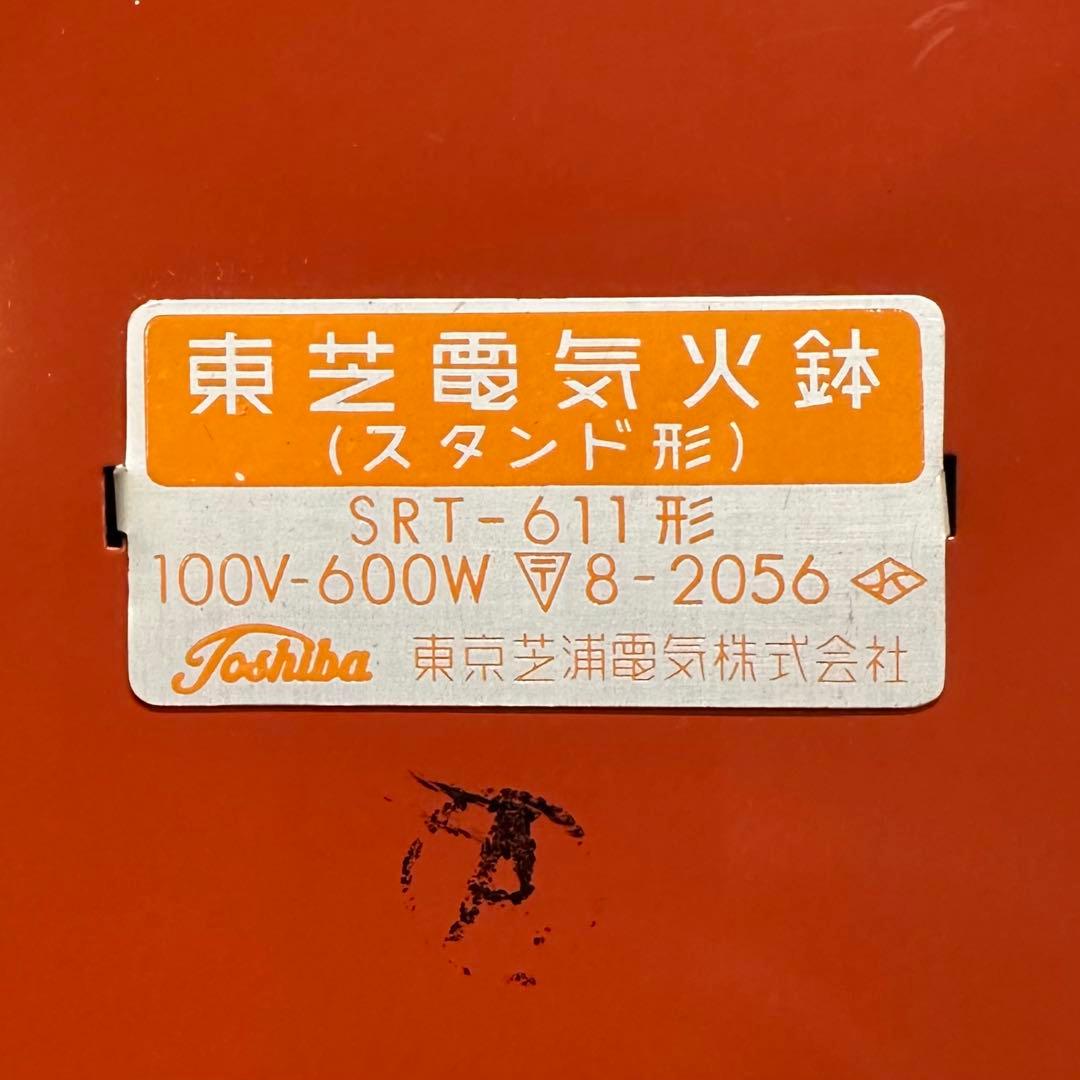 東芝電気火鉢
(スタンド形)
SRT-611形
100V-600W 〒 8-2056 JK
Toshiba 東京芝浦電気株式会社